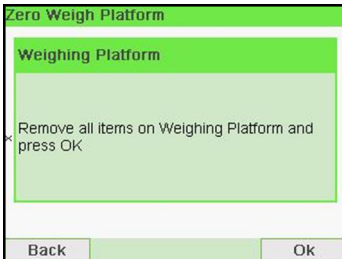 Zero Weigh Platform
Weighing Platform
Remove all items on Weighing Platform and
press OK
Back
Ok